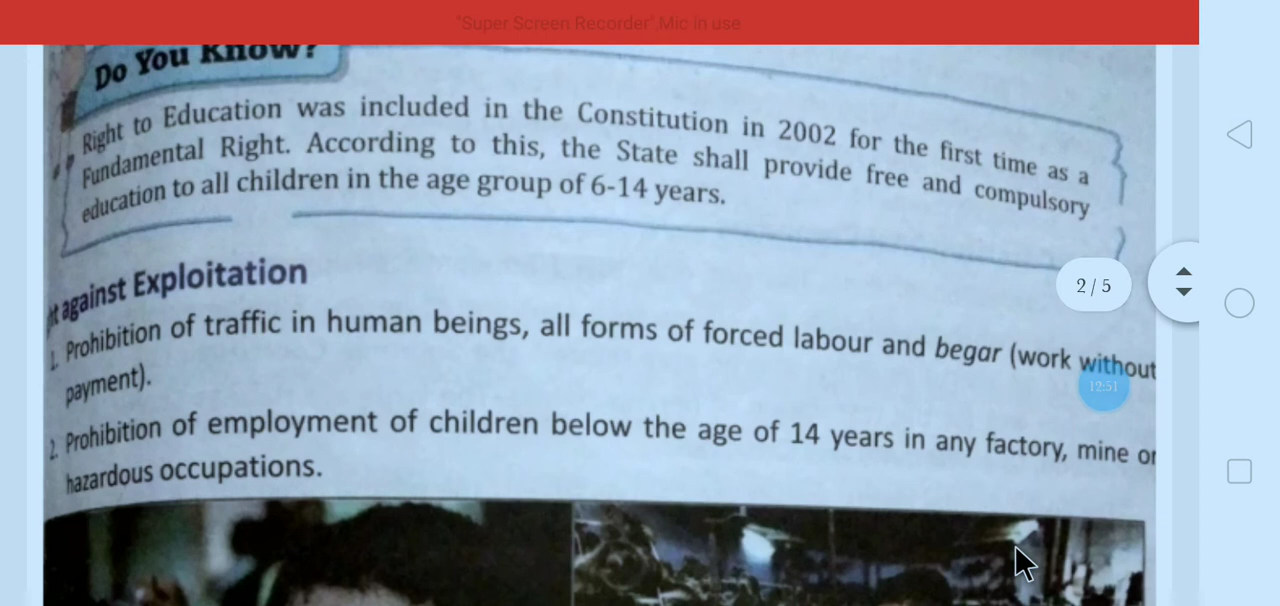 "Super Screen Recorder" Mic in use
Do You Know?
Right to Education was included in the Constitution in 2002 for the first time as a
Fundamental Right. According to this, the State shall provide free and compulsory
education to all children in the age group of 6-14 years.
against Exploitation
1. Prohibition of traffic in human beings, all forms of forced labour and begar (work without
payment).
2. Prohibition of employment of children below the age of 14 years in any factory, mine or
hazardous occupations.
2 / 5
12:51